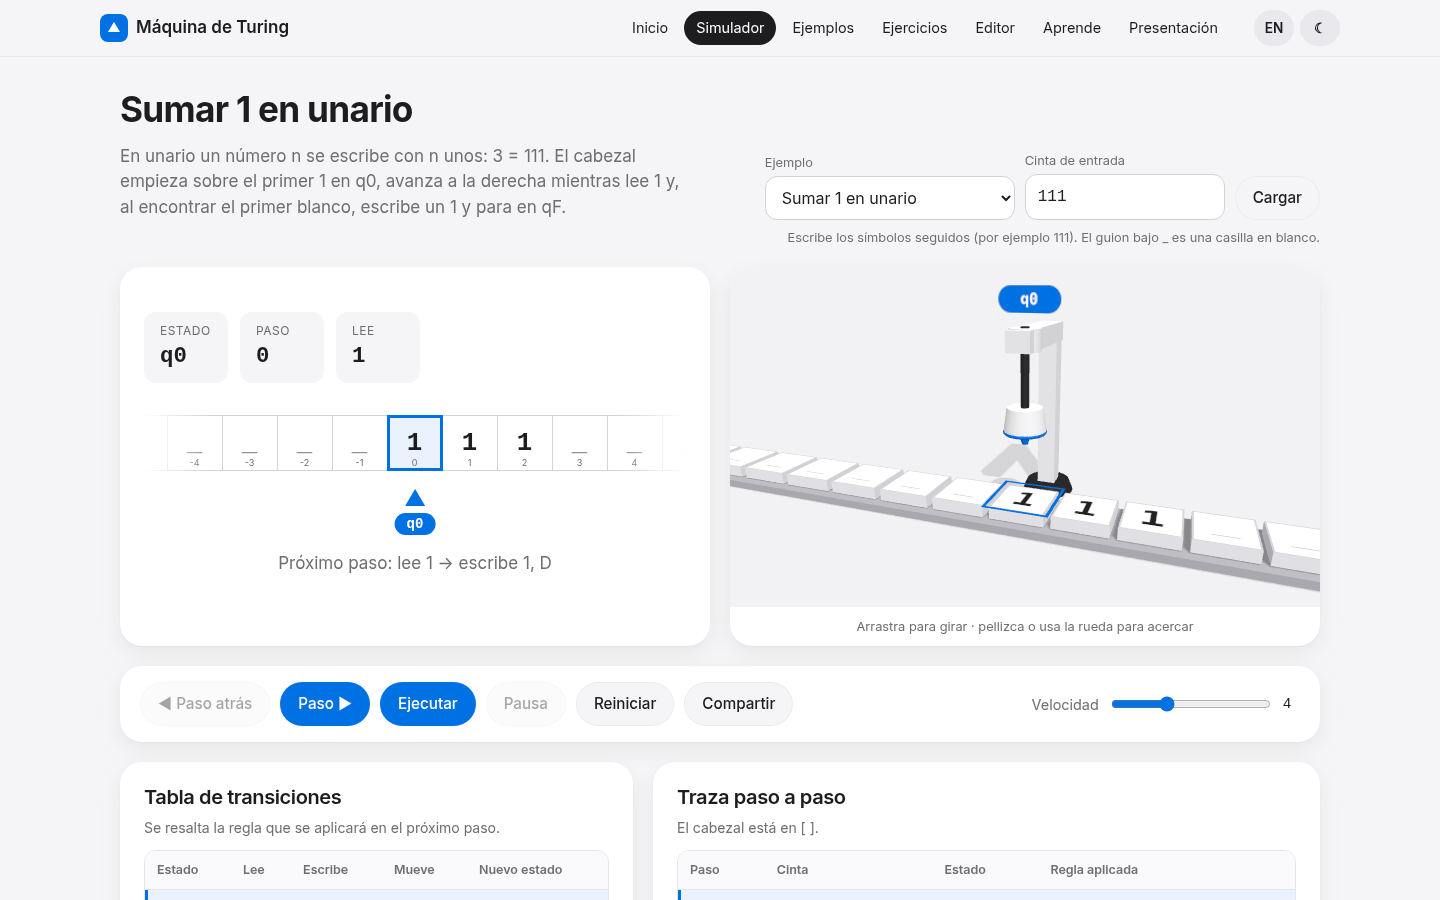 Máquina de Turing
Inicio
Simulador
Ejemplos
Ejercicios
Editor
Aprende
Presentación
EN
Sumar 1 en unario
En unario un número n se escribe con n unos: 3 = 111. El cabezal
empieza sobre el primer 1 en q0, avanza a la derecha mientras lee 1 y,
al encontrar el primer blanco, escribe un 1 y para en qF.
Ejemplo
Sumar 1 en unario
Cinta de entrada
111
Cargar
Escribe los símbolos seguidos (por ejemplo 111). El guion bajo _ es una casilla en blanco.
ESTADO
q0
PASO
0
LEE
1
_ _ _ _ 1 1 1 _ _
-4 -3 -2 -1 0 1 2 3 4
q0
Próximo paso: lee 1 → escribe 1, D
q0
1 1 1
Arrastra para girar · pellizca o usa la rueda para acercar
◀ Paso atrás
Paso ▶
Ejecutar
Pausa
Reiniciar
Compartir
Velocidad
4
Tabla de transiciones
Se resalta la regla que se aplicará en el próximo paso.
Estado Lee Escribe Mueve Nuevo estado
Traza paso a paso
El cabezal está en [ ].
Paso Cinta Estado Regla aplicada